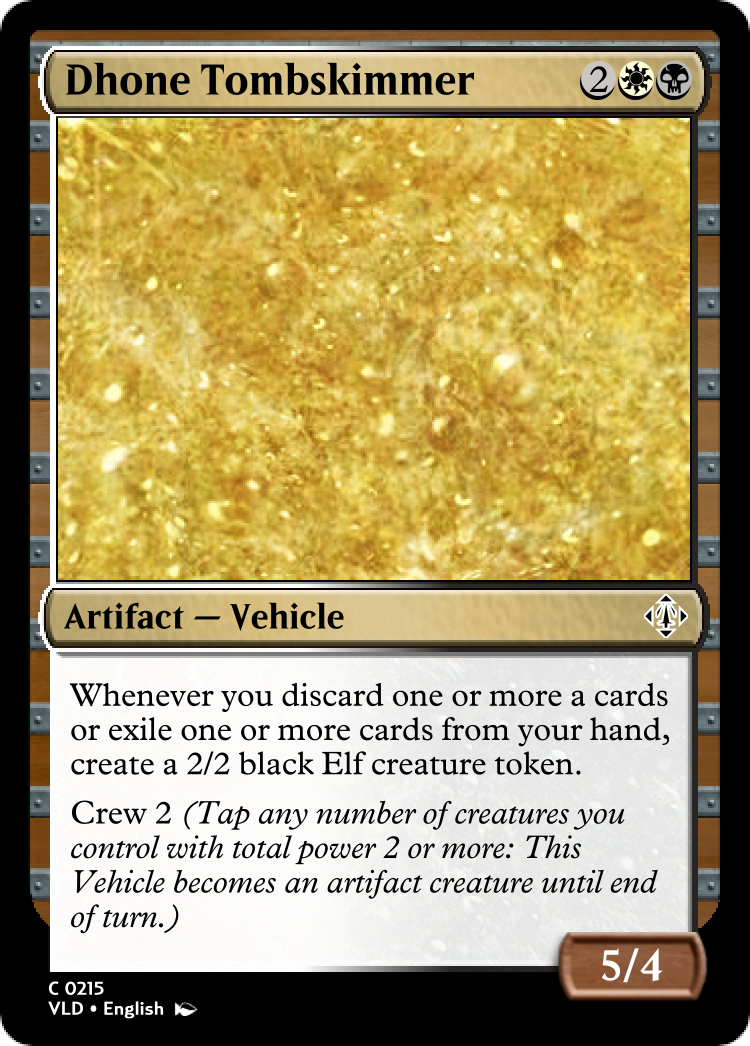 Dhone Tombskimmer 2
Artifact — Vehicle
Whenever you discard one or more a cards
or exile one or more cards from your hand,
create a 2/2 black Elf creature token.
Crew 2 (Tap any number of creatures you
control with total power 2 or more: This
Vehicle becomes an artifact creature until end
of turn.)
5/4
C 0215
VLD • English